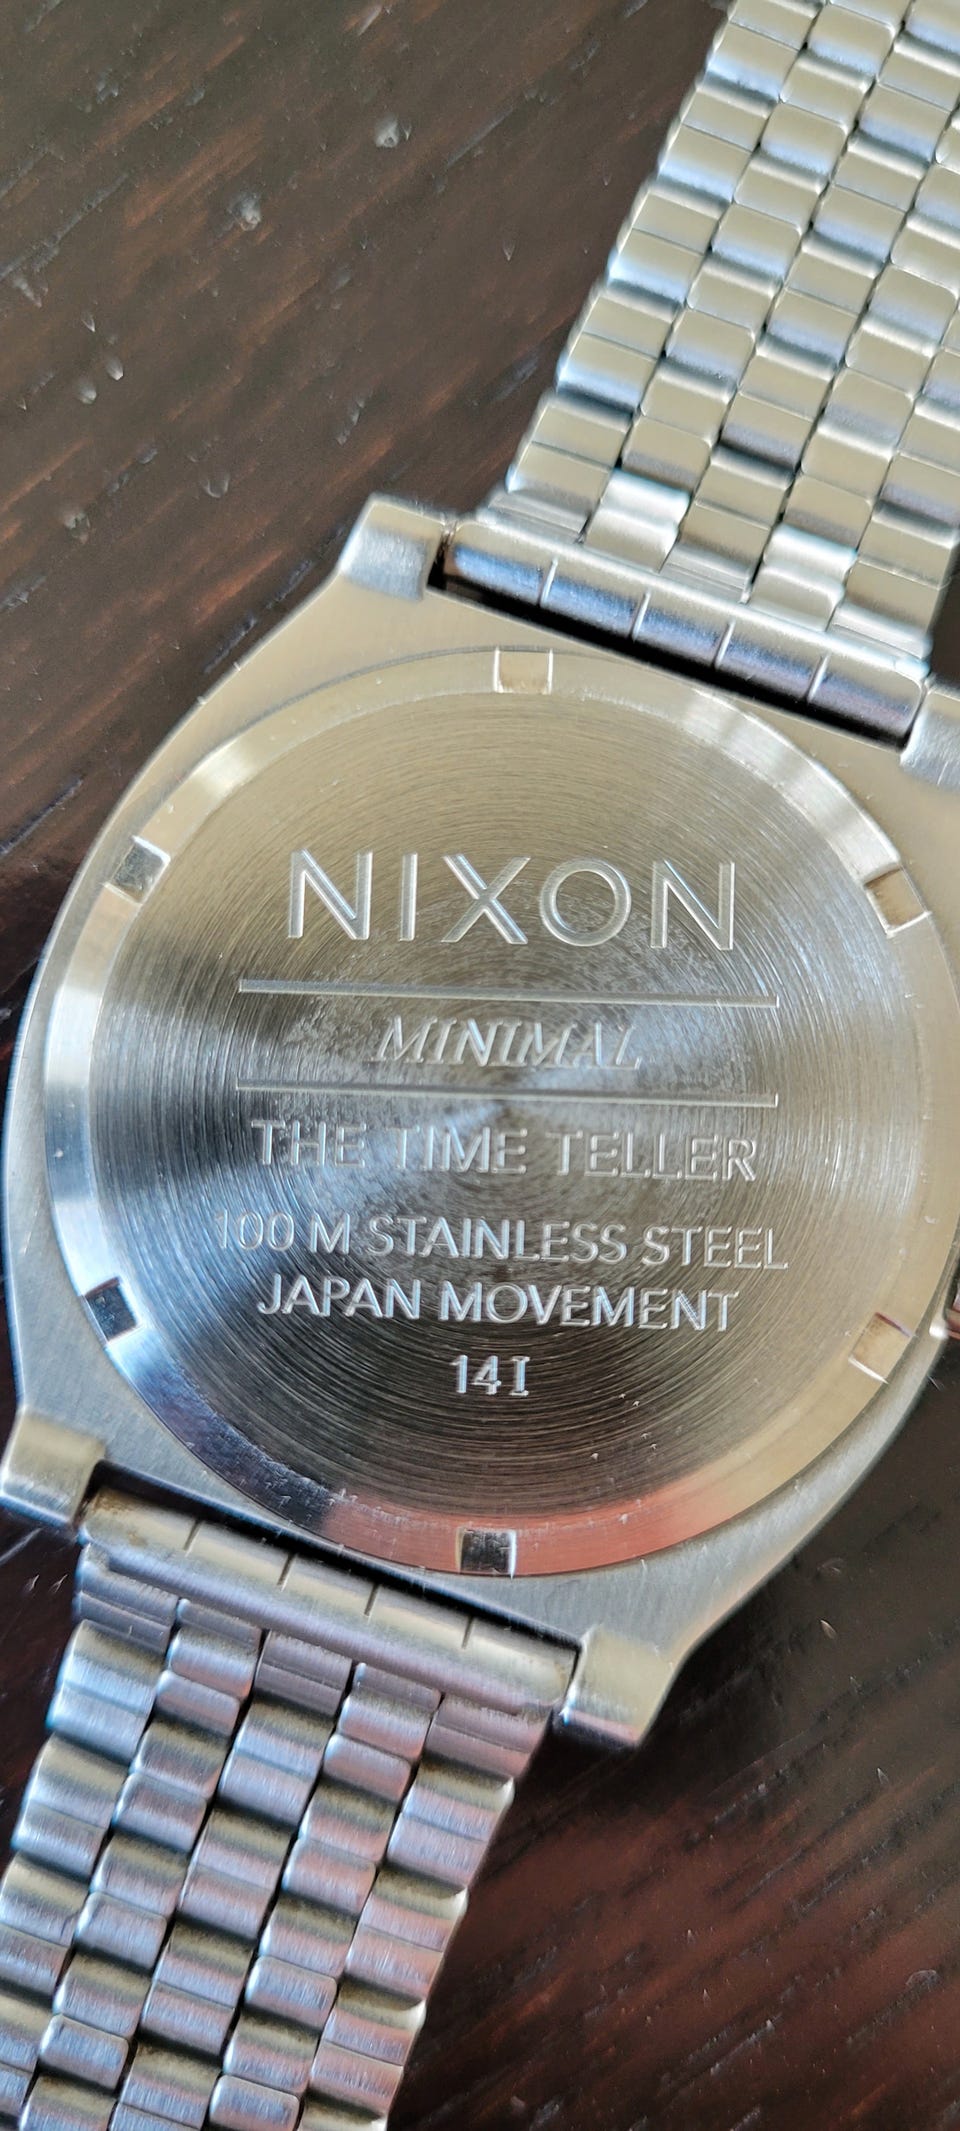 NIXON
MINIMAL
THE TIME TELLER
100 M STAINLESS STEEL
JAPAN MOVEMENT
14I